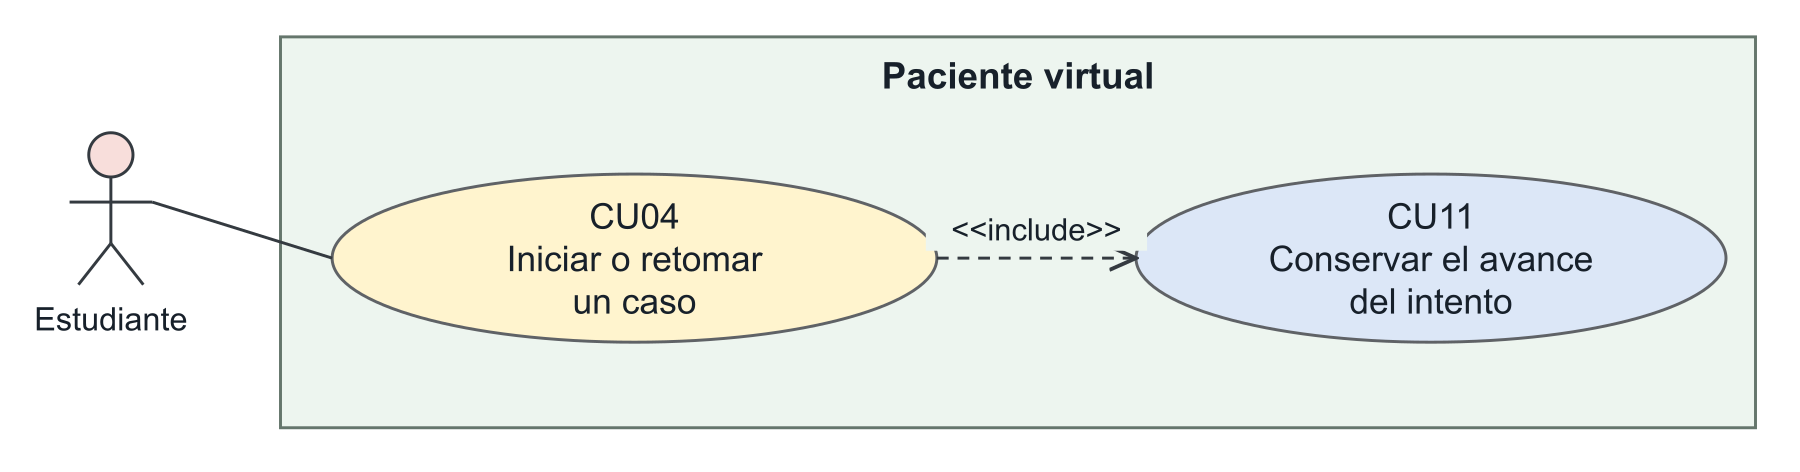 Paciente virtual
CU04
Iniciar o retomar
un caso
<<include>>
CU11
Conservar el avance
del intento
Estudiante